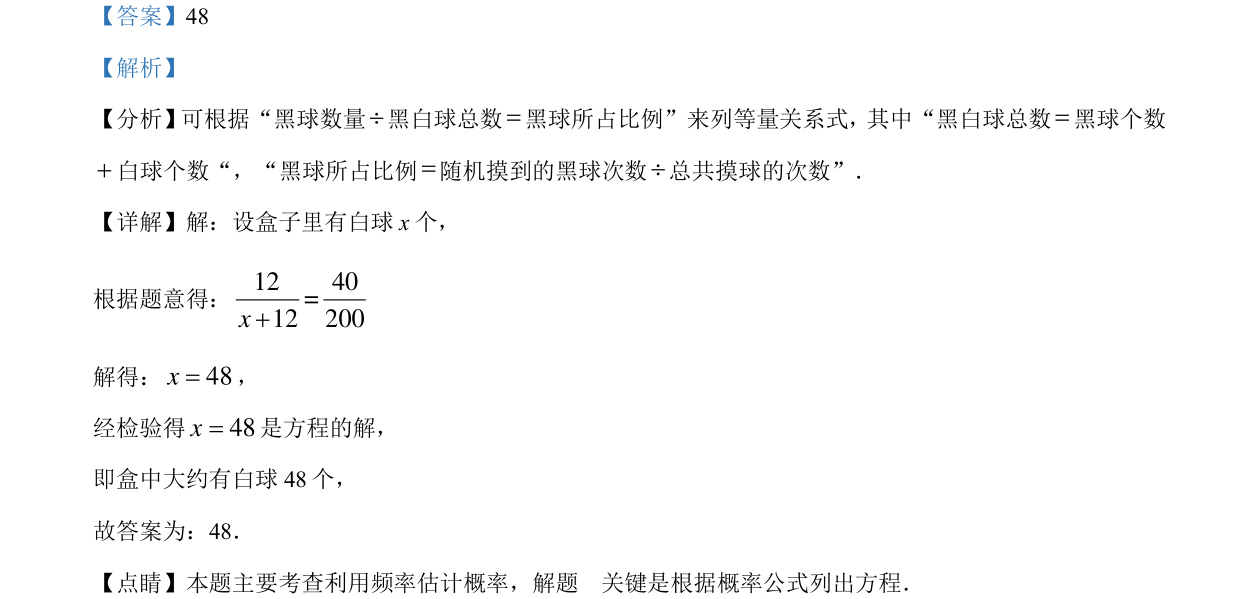 【答案】48
【解析】
【分析】可根据“黑球数量÷黑白球总数＝黑球所占比例”来列等量关系式，其中“黑白球总数＝黑球个数
＋白球个数“，“黑球所占比例＝随机摸到的黑球次数÷总共摸球的次数”．
【详解】解：设盒子里有白球 x 个，
根据题意得：12/(x+12)=40/200
解得：x＝48，
经检验得 x＝48 是方程的解，
即盒中大约有白球 48 个，
故答案为：48．
【点睛】本题主要考查利用频率估计概率，解题 关键是根据概率公式列出方程．